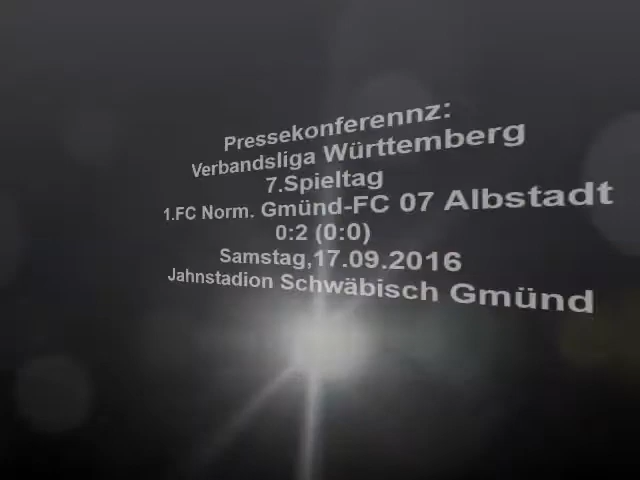 Pressekonferennz:
Verbandsliga Württemberg
7.Spieltag
1.FC Norm. Gmünd-FC 07 Albstadt
0:2 (0:0)
Samstag,17.09.2016
Jahnstadion Schwäbisch Gmünd